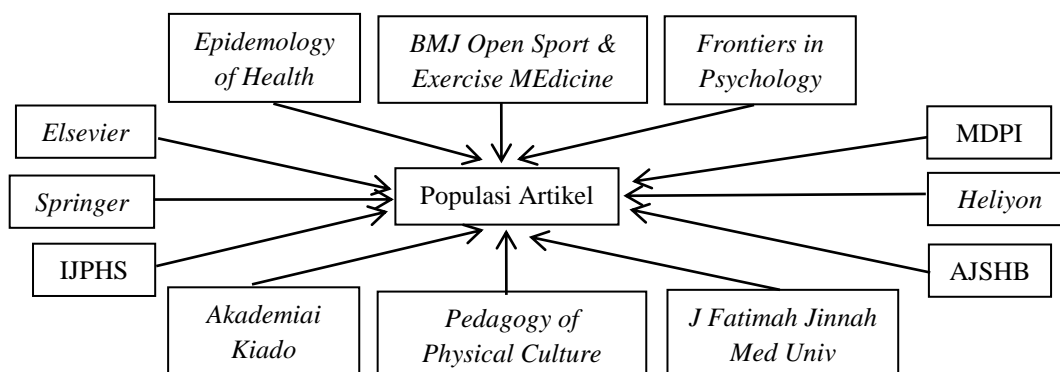 Epidemology
of Health
BMJ Open Sport &
Exercise MEdicine
Frontiers in
Psychology
Elsevier
MDPI
Springer
Populasi Artikel
Heliyon
IJPHS
AJSHB
Akademiai
Kiado
Pedagogy of
Physical Culture
J Fatimah Jinnah
Med Univ